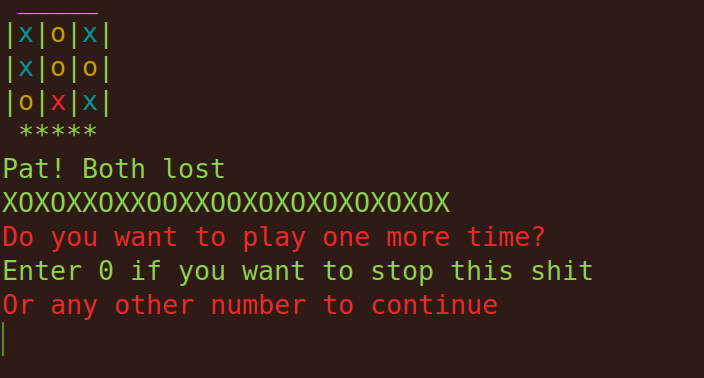 _____
|x|o|x|
|x|o|o|
|o|x|x|
*****
Pat! Both lost
XOXOXXOXXOOXXOOXOXOXOXOXOXOX
Do you want to play one more time?
Enter 0 if you want to stop this shit
Or any other number to continue